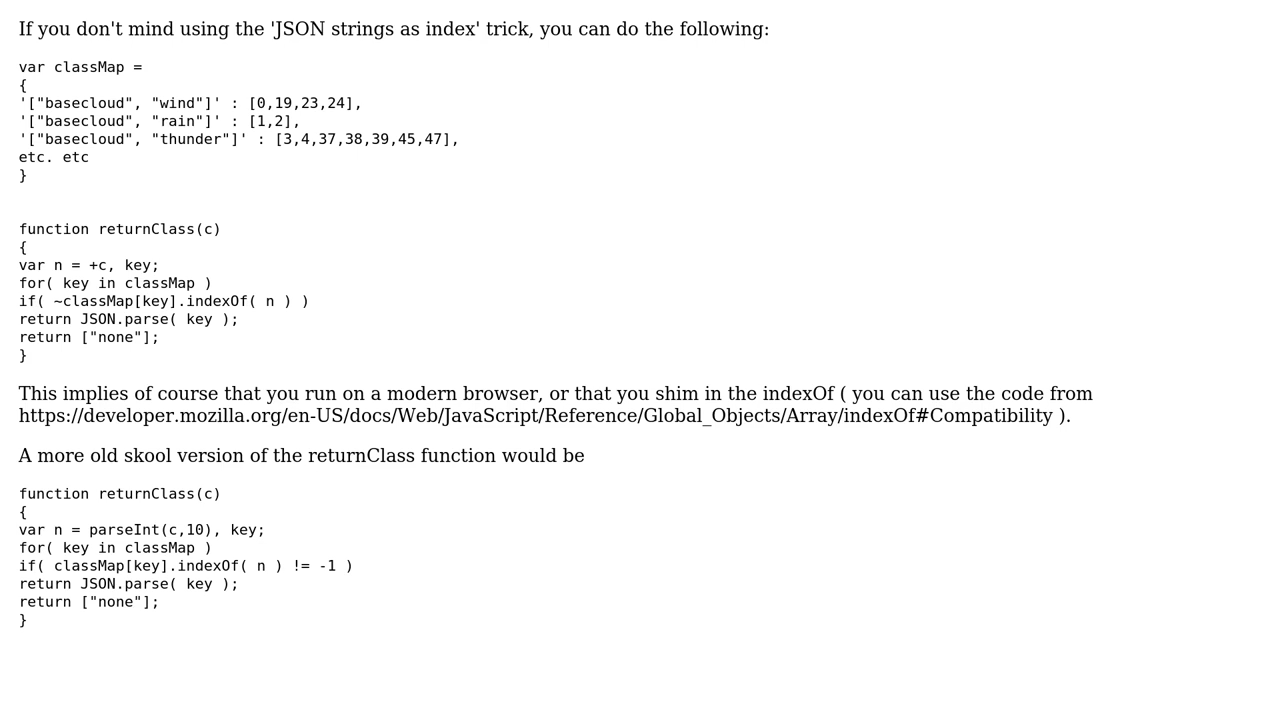 If you don't mind using the 'JSON strings as index' trick, you can do the following:
var classMap =
{
'["basecloud", "wind"]' : [0,19,23,24],
'["basecloud", "rain"]' : [1,2],
'["basecloud", "thunder"]' : [3,4,37,38,39,45,47],
etc. etc
}
function returnClass(c)
{
var n = +c, key;
for( key in classMap )
if( ~classMap[key].indexOf( n ) )
return JSON.parse( key );
return ["none"];
}
This implies of course that you run on a modern browser, or that you shim in the indexOf ( you can use the code from
https://developer.mozilla.org/en-US/docs/Web/JavaScript/Reference/Global_Objects/Array/indexOf#Compatibility ).
A more old skool version of the returnClass function would be
function returnClass(c)
{
var n = parseInt(c,10), key;
for( key in classMap )
if( classMap[key].indexOf( n ) != -1 )
return JSON.parse( key );
return ["none"];
}